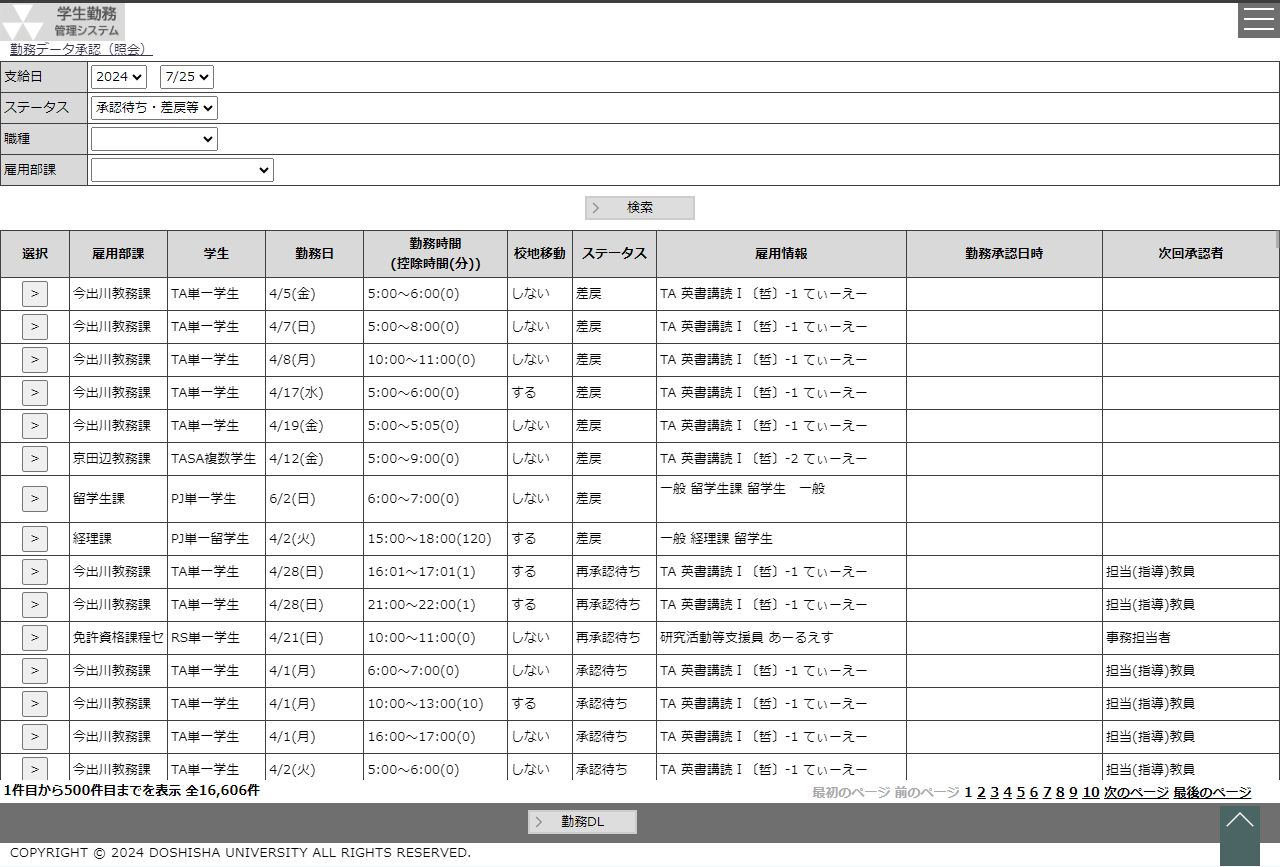 学生勤務
管理システム
勤務データ承認（照会）
支給日 2024 7/25
ステータス 承認待ち・差戻等
職種
雇用部課
検索
選択 雇用部課 学生 勤務日 勤務時間 (控除時間(分)) 校地移動 ステータス 雇用情報 勤務承認日時 次回承認者
> 今出川教務課 TA単一学生 4/5(金) 5:00～6:00(0) しない 差戻 TA 英書講読Ⅰ〔哲〕-1 てぃーえー
> 今出川教務課 TA単一学生 4/7(日) 5:00～8:00(0) しない 差戻 TA 英書講読Ⅰ〔哲〕-1 てぃーえー
> 今出川教務課 TA単一学生 4/8(月) 10:00～11:00(0) しない 差戻 TA 英書講読Ⅰ〔哲〕-1 てぃーえー
> 今出川教務課 TA単一学生 4/17(水) 5:00～6:00(0) する 差戻 TA 英書講読Ⅰ〔哲〕-1 てぃーえー
> 今出川教務課 TA単一学生 4/19(金) 5:00～5:05(0) しない 差戻 TA 英書講読Ⅰ〔哲〕-1 てぃーえー
> 京田辺教務課 TASA複数学生 4/12(金) 5:00～9:00(0) しない 差戻 TA 英書講読Ⅰ〔哲〕-2 てぃーえー
> 留学生課 PJ単一学生 6/2(日) 6:00～7:00(0) しない 差戻 一般 留学生課 留学生　一般
> 経理課 PJ単一留学生 4/2(火) 15:00～18:00(120) する 差戻 一般 経理課 留学生
> 今出川教務課 TA単一学生 4/28(日) 16:01～17:01(1) する 再承認待ち TA 英書講読Ⅰ〔哲〕-1 てぃーえー 担当(指導)教員
> 今出川教務課 TA単一学生 4/28(日) 21:00～22:00(1) する 再承認待ち TA 英書講読Ⅰ〔哲〕-1 てぃーえー 担当(指導)教員
> 免許資格課程セ RS単一学生 4/21(日) 10:00～11:00(0) しない 再承認待ち 研究活動等支援員 あーるえす 事務担当者
> 今出川教務課 TA単一学生 4/1(月) 6:00～7:00(0) しない 承認待ち TA 英書講読Ⅰ〔哲〕-1 てぃーえー 担当(指導)教員
> 今出川教務課 TA単一学生 4/1(月) 10:00～13:00(10) する 承認待ち TA 英書講読Ⅰ〔哲〕-1 てぃーえー 担当(指導)教員
> 今出川教務課 TA単一学生 4/1(月) 16:00～17:00(0) しない 承認待ち TA 英書講読Ⅰ〔哲〕-1 てぃーえー 担当(指導)教員
> 今出川教務課 TA単一学生 4/2(火) 5:00～6:00(0) しない 承認待ち TA 英書講読Ⅰ〔哲〕-1 てぃーえー 担当(指導)教員
1件目から500件目までを表示 全16,606件 最初のページ 前のページ 1 2 3 4 5 6 7 8 9 10 次のページ 最後のページ
勤務DL
COPYRIGHT © 2024 DOSHISHA UNIVERSITY ALL RIGHTS RESERVED.